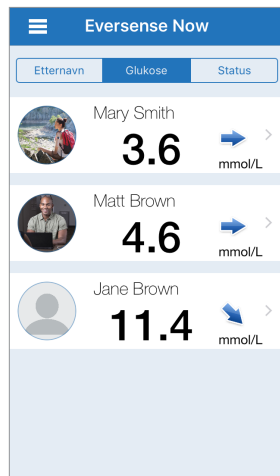 Eversense Now
Etternavn Glukose Status
Mary Smith
3.6
mmol/L
Matt Brown
4.6
mmol/L
Jane Brown
11.4
mmol/L